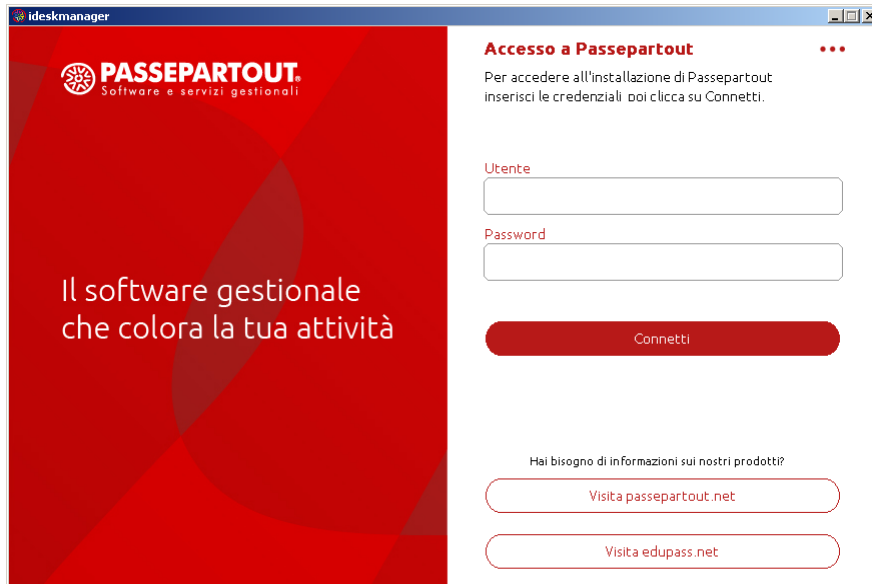 ideskmanager
PASSEPARTOUT®
Software e servizi gestionali
Il software gestionale
che colora la tua attività
Accesso a Passepartout
Per accedere all'installazione di Passepartout
inserisci le credenziali poi clicca su Connetti.
Utente
Password
Connetti
Hai bisogno di informazioni sui nostri prodotti?
Visita passepartout.net
Visita edupass.net